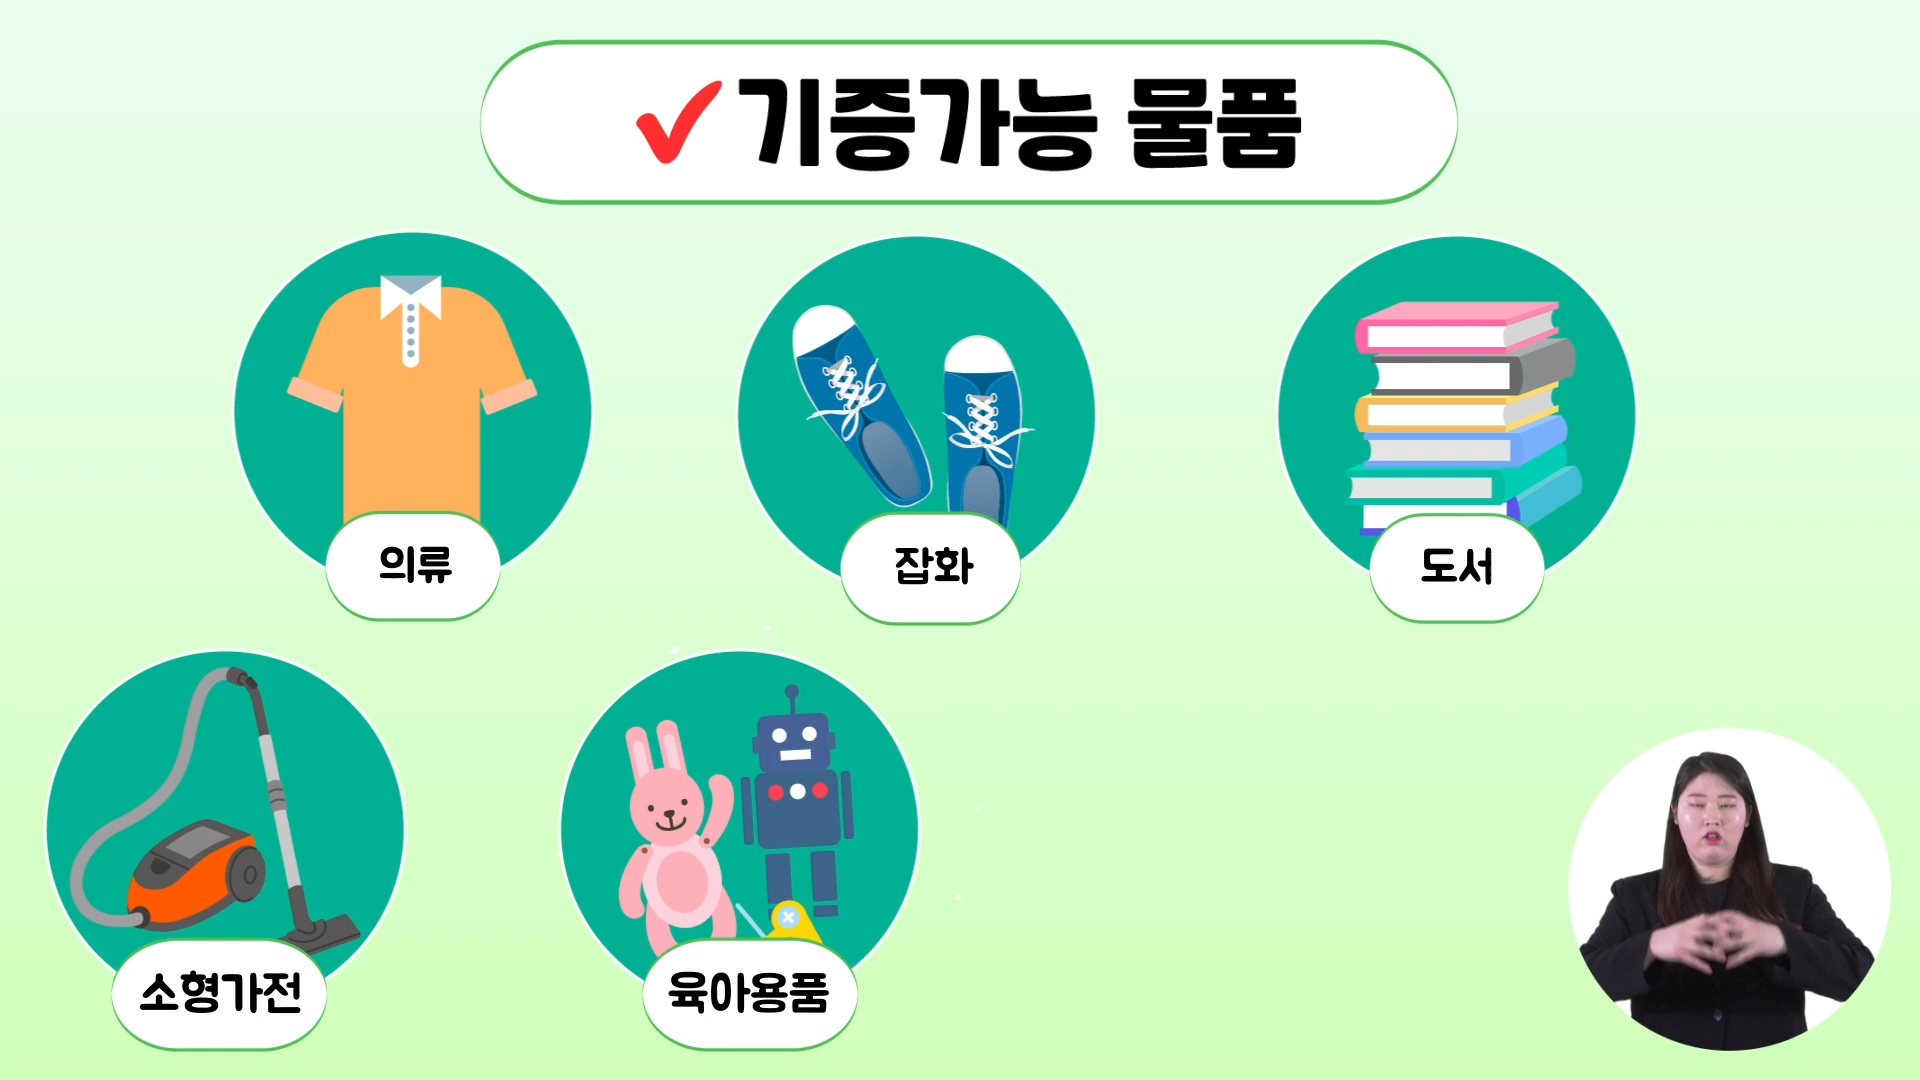 기증가능 물품
의류
잡화
도서
소형가전
육아용품